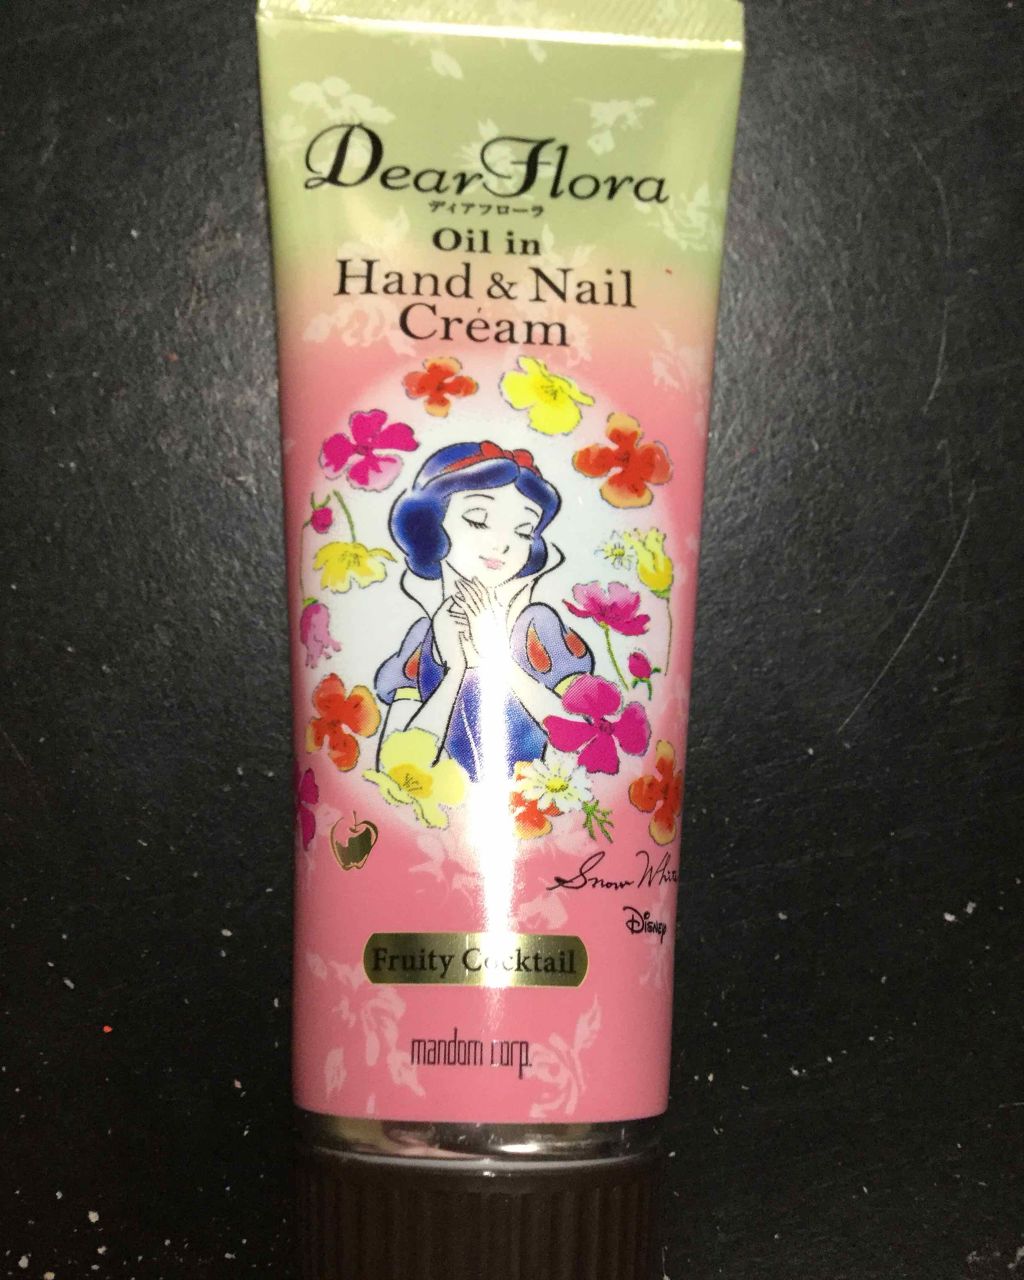 Dear Flora
ディアフローラ
Oil in
Hand & Nail
Cream
Snow White
Disney
Fruity Cocktail
mandom corp.